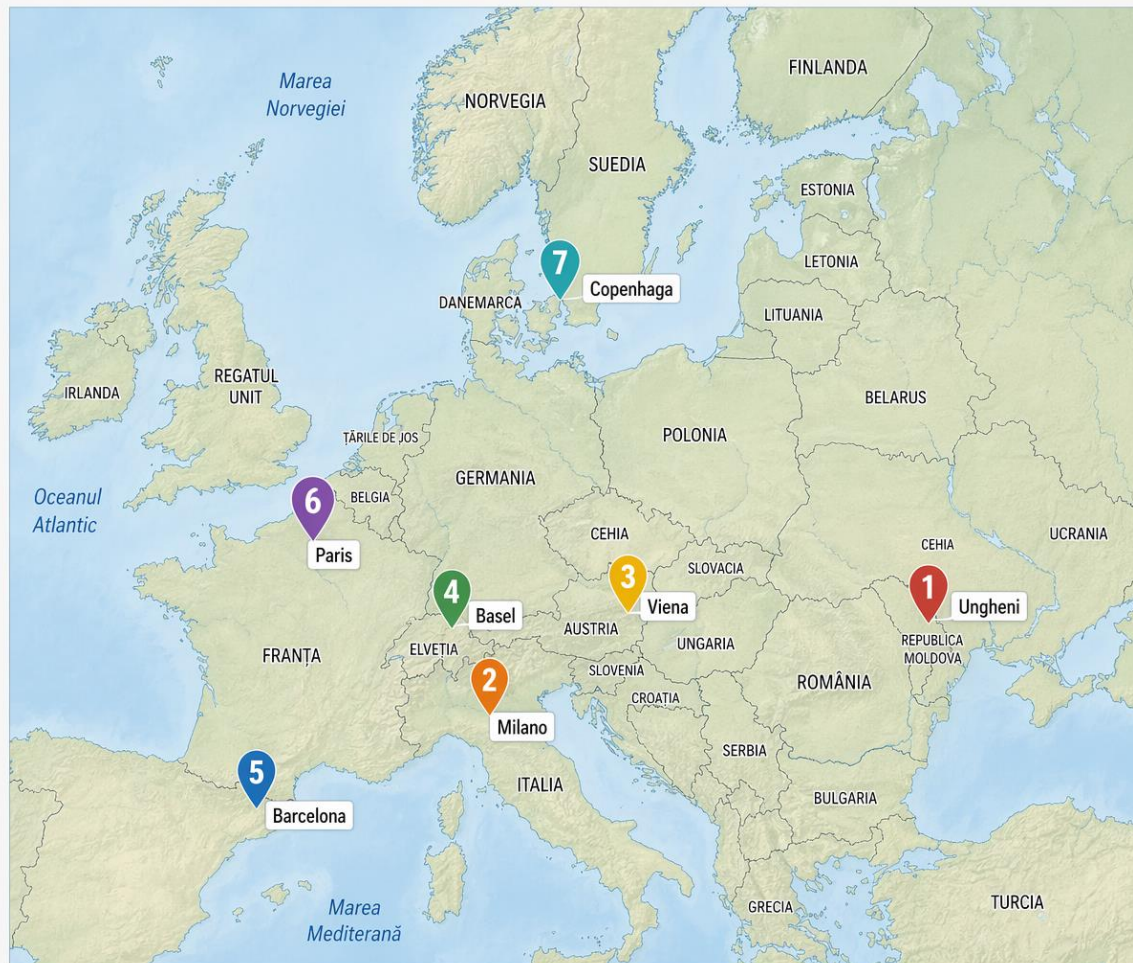 Marea
Norvegiei
NORVEGIA
FINLANDA
SUEDIA
ESTONIA
LETONIA
7
Copenhaga
DANEMARCA
LITUANIA
IRLANDA
REGATUL
UNIT
BELARUS
ȚĂRILE DE JOS
POLONIA
GERMANIA
Oceanul
Atlantic
6
Paris
BELGIA
CEHIA
SLOVACIA
CEHIA
UCRANIA
4
Basel
3
Viena
1
Ungheni
AUSTRIA
UNGARIA
REPUBLICA
MOLDOVA
FRANȚA
ELVEȚIA
SLOVENIA
2
Milano
CROAȚIA
ROMÂNIA
SERBIA
5
Barcelona
ITALIA
BULGARIA
Marea
Mediterană
GRECIA
TURCIA